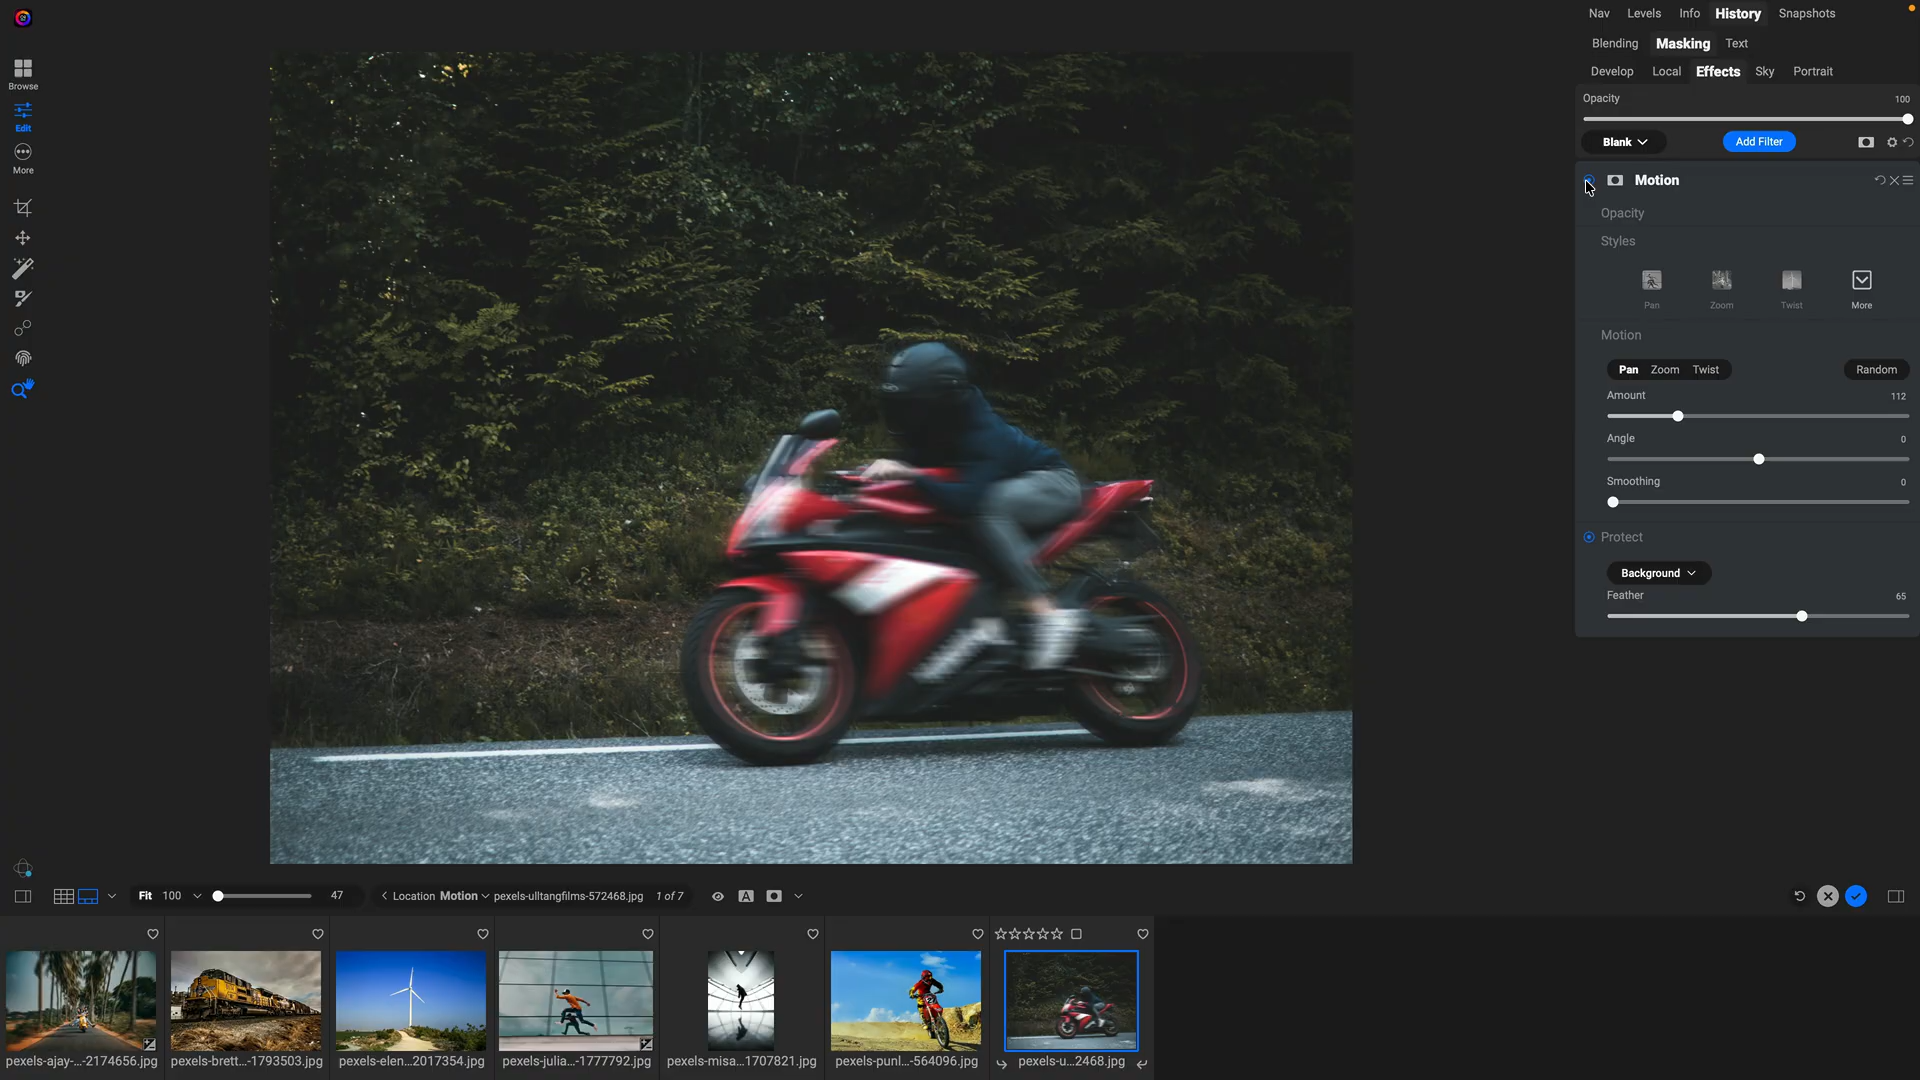 Nav Levels Info History Snapshots
Browse
Blending Masking Text
Develop Local Effects Sky Portrait
Edit
Opacity 100
More
Blank Add Filter
Motion
Opacity
Styles
Pan Zoom Twist More
Motion
Pan Zoom Twist Random
Amount 112
Angle 0
Smoothing 0
Protect
Background
Feather 65
Fit 100 47 Location Motion pexels-ulltangfilms-572468.jpg 1 of 7 A
pexels-ajay-...-2174656.jpg pexels-brett...-1793503.jpg pexels-elen...2017354.jpg pexels-julia...-1777792.jpg pexels-misa...1707821.jpg pexels-punl...-564096.jpg pexels-u...2468.jpg